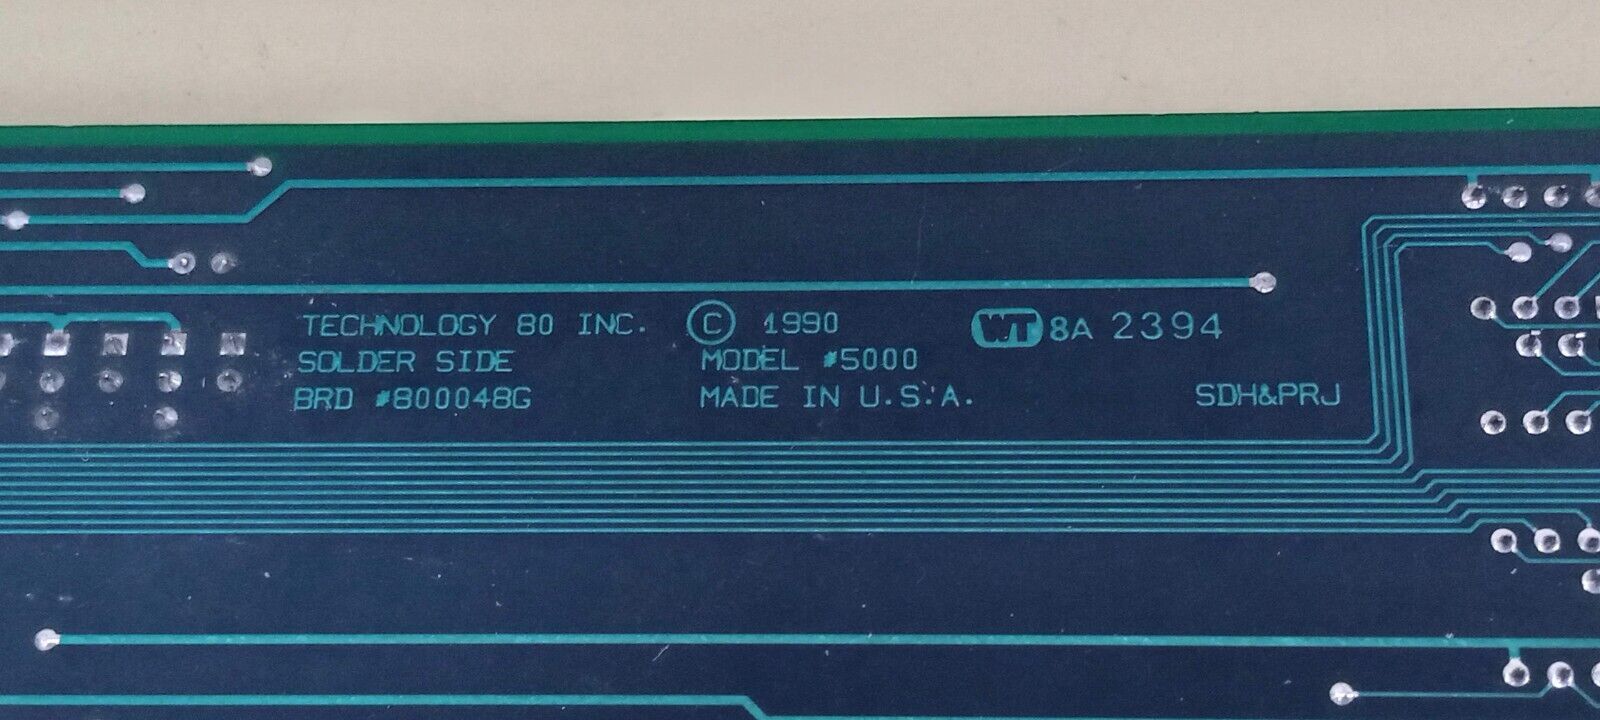 TECHNOLOGY 80 INC. © 1990 WT 8A 2394
SOLDER SIDE MODEL #5000
BRD #800048G MADE IN U.S.A. SDH&PRJ